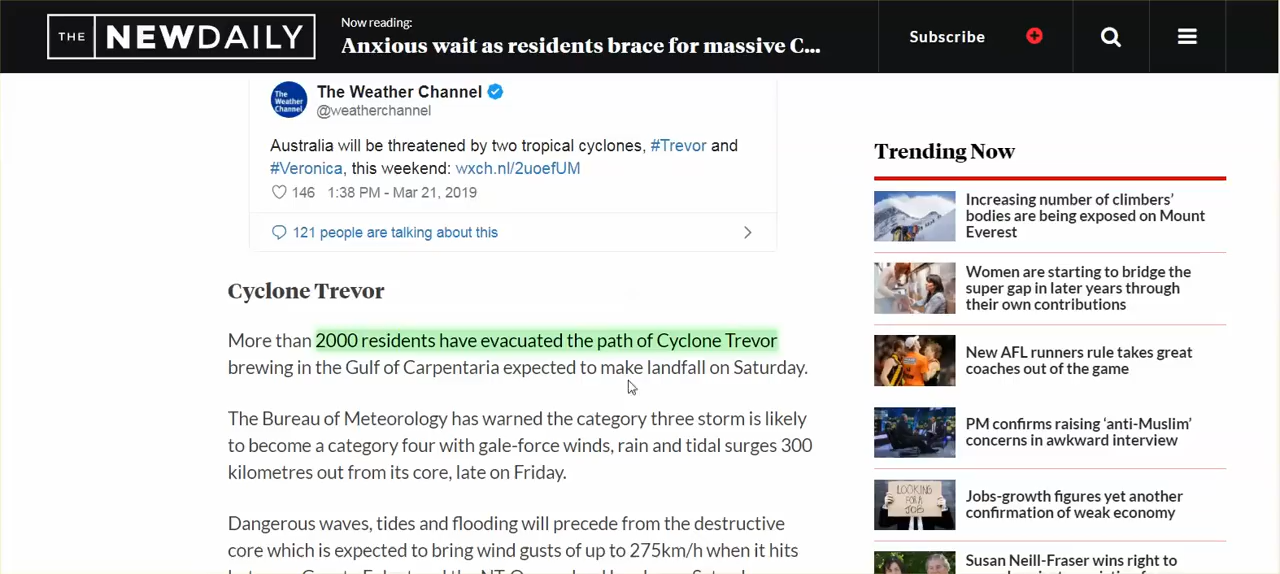 THE NEWDAILY
Now reading:
Anxious wait as residents brace for massive C...
Subscribe
The Weather Channel
@weatherchannel
Australia will be threatened by two tropical cyclones, #Trevor and
#Veronica, this weekend: wxch.nl/2uoefUM
146 1:38 PM - Mar 21, 2019
121 people are talking about this
Cyclone Trevor
More than 2000 residents have evacuated the path of Cyclone Trevor
brewing in the Gulf of Carpentaria expected to make landfall on Saturday.
The Bureau of Meteorology has warned the category three storm is likely
to become a category four with gale-force winds, rain and tidal surges 300
kilometres out from its core, late on Friday.
Dangerous waves, tides and flooding will precede from the destructive
core which is expected to bring wind gusts of up to 275km/h when it hits
Trending Now
Increasing number of climbers'
bodies are being exposed on Mount
Everest
Women are starting to bridge the
super gap in later years through
their own contributions
New AFL runners rule takes great
coaches out of the game
PM confirms raising 'anti-Muslim'
concerns in awkward interview
LOOKING
FOR A
JOB
Jobs-growth figures yet another
confirmation of weak economy
Susan Neill-Fraser wins right to